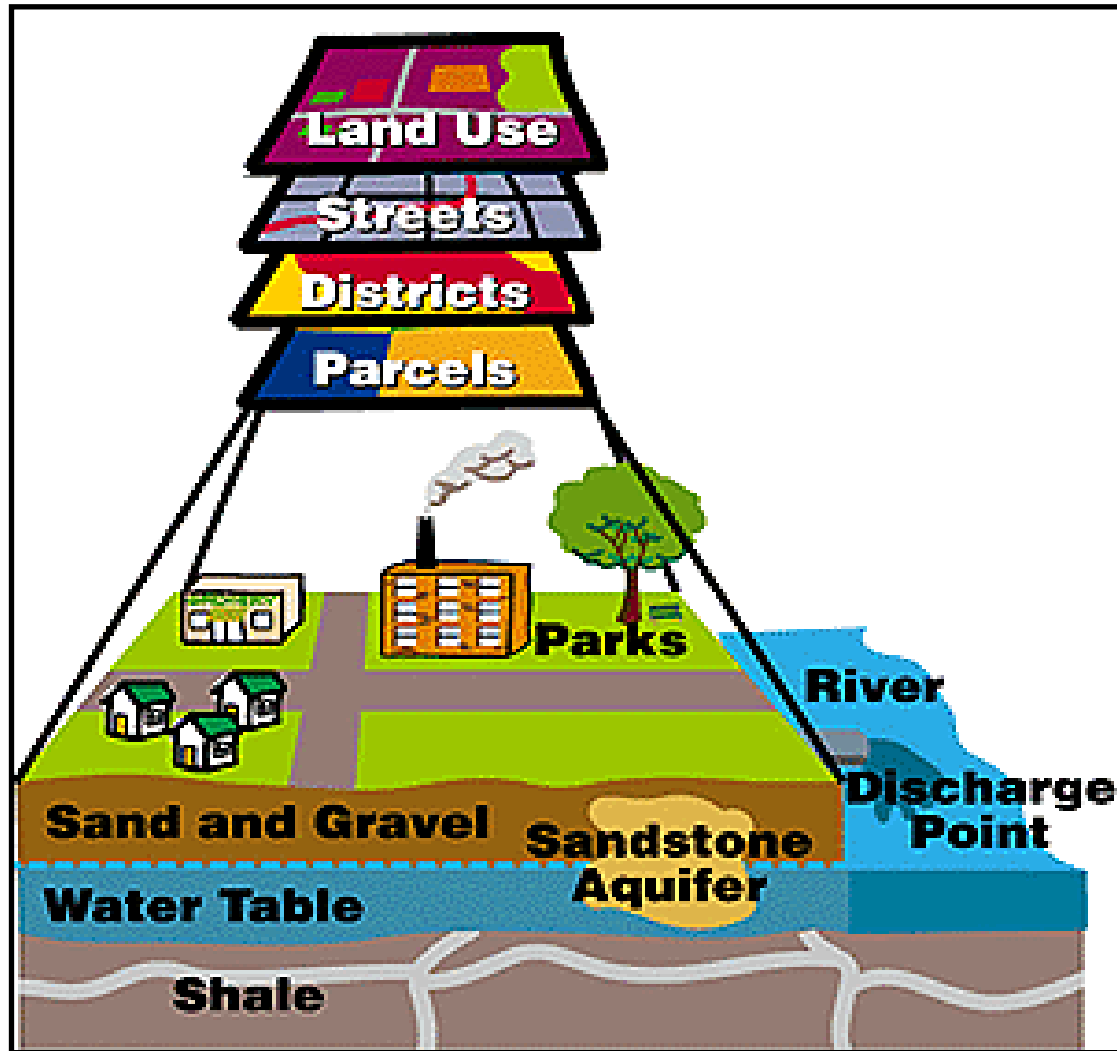 Land Use
Streets
Districts
Parcels
Parks
River
Discharge
Point
Sand and Gravel
Sandstone
Aquifer
Water Table
Shale